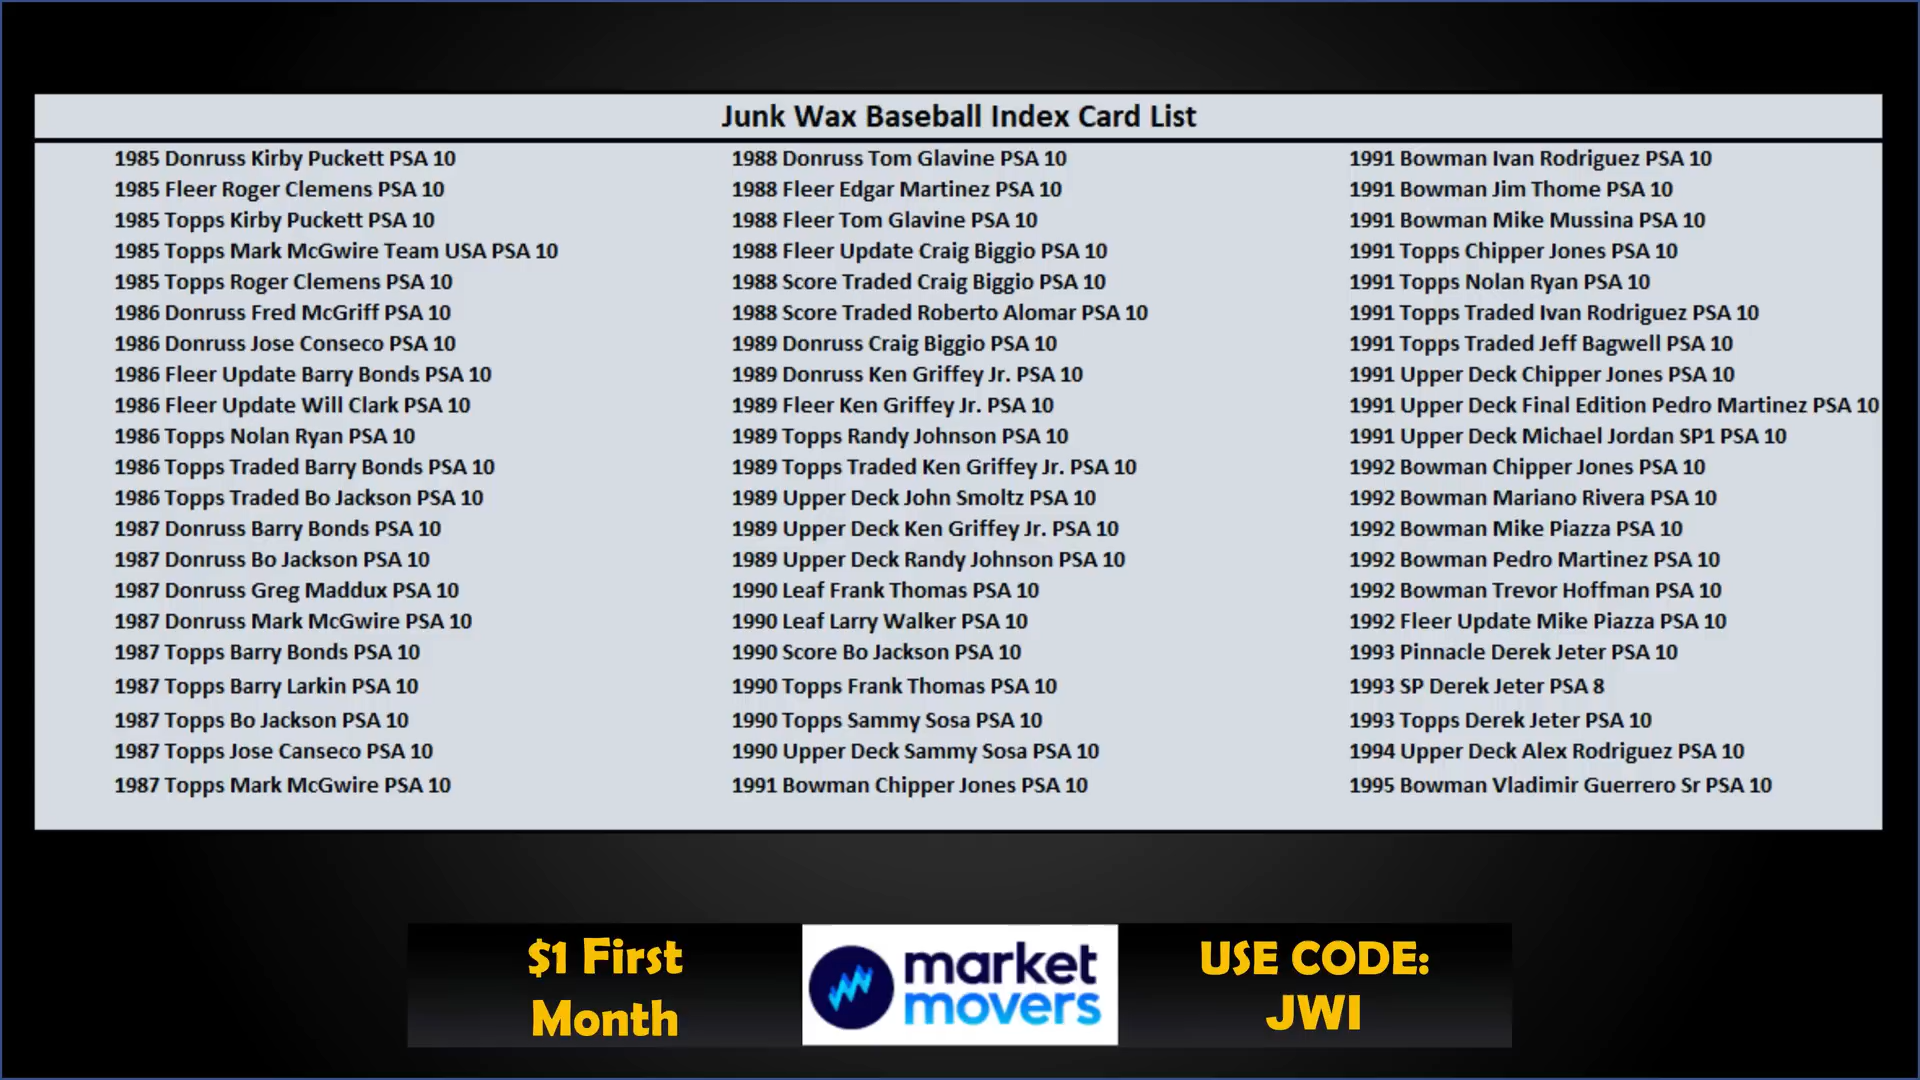 Junk Wax Baseball Index Card List
1985 Donruss Kirby Puckett PSA 10
1985 Fleer Roger Clemens PSA 10
1985 Topps Kirby Puckett PSA 10
1985 Topps Mark McGwire Team USA PSA 10
1985 Topps Roger Clemens PSA 10
1986 Donruss Fred McGriff PSA 10
1986 Donruss Jose Conseco PSA 10
1986 Fleer Update Barry Bonds PSA 10
1986 Fleer Update Will Clark PSA 10
1986 Topps Nolan Ryan PSA 10
1986 Topps Traded Barry Bonds PSA 10
1986 Topps Traded Bo Jackson PSA 10
1987 Donruss Barry Bonds PSA 10
1987 Donruss Bo Jackson PSA 10
1987 Donruss Greg Maddux PSA 10
1987 Donruss Mark McGwire PSA 10
1987 Topps Barry Bonds PSA 10
1987 Topps Barry Larkin PSA 10
1987 Topps Bo Jackson PSA 10
1987 Topps Jose Canseco PSA 10
1987 Topps Mark McGwire PSA 10
1988 Donruss Tom Glavine PSA 10
1988 Fleer Edgar Martinez PSA 10
1988 Fleer Tom Glavine PSA 10
1988 Fleer Update Craig Biggio PSA 10
1988 Score Traded Craig Biggio PSA 10
1988 Score Traded Roberto Alomar PSA 10
1989 Donruss Craig Biggio PSA 10
1989 Donruss Ken Griffey Jr. PSA 10
1989 Fleer Ken Griffey Jr. PSA 10
1989 Topps Randy Johnson PSA 10
1989 Topps Traded Ken Griffey Jr. PSA 10
1989 Upper Deck John Smoltz PSA 10
1989 Upper Deck Ken Griffey Jr. PSA 10
1989 Upper Deck Randy Johnson PSA 10
1990 Leaf Frank Thomas PSA 10
1990 Leaf Larry Walker PSA 10
1990 Score Bo Jackson PSA 10
1990 Topps Frank Thomas PSA 10
1990 Topps Sammy Sosa PSA 10
1990 Upper Deck Sammy Sosa PSA 10
1991 Bowman Chipper Jones PSA 10
1991 Bowman Ivan Rodriguez PSA 10
1991 Bowman Jim Thome PSA 10
1991 Bowman Mike Mussina PSA 10
1991 Topps Chipper Jones PSA 10
1991 Topps Nolan Ryan PSA 10
1991 Topps Traded Ivan Rodriguez PSA 10
1991 Topps Traded Jeff Bagwell PSA 10
1991 Upper Deck Chipper Jones PSA 10
1991 Upper Deck Final Edition Pedro Martinez PSA 10
1991 Upper Deck Michael Jordan SP1 PSA 10
1992 Bowman Chipper Jones PSA 10
1992 Bowman Mariano Rivera PSA 10
1992 Bowman Mike Piazza PSA 10
1992 Bowman Pedro Martinez PSA 10
1992 Bowman Trevor Hoffman PSA 10
1992 Fleer Update Mike Piazza PSA 10
1993 Pinnacle Derek Jeter PSA 10
1993 SP Derek Jeter PSA 8
1993 Topps Derek Jeter PSA 10
1994 Upper Deck Alex Rodriguez PSA 10
1995 Bowman Vladimir Guerrero Sr PSA 10
$1 First
Month
market
movers
USE CODE:
JWI